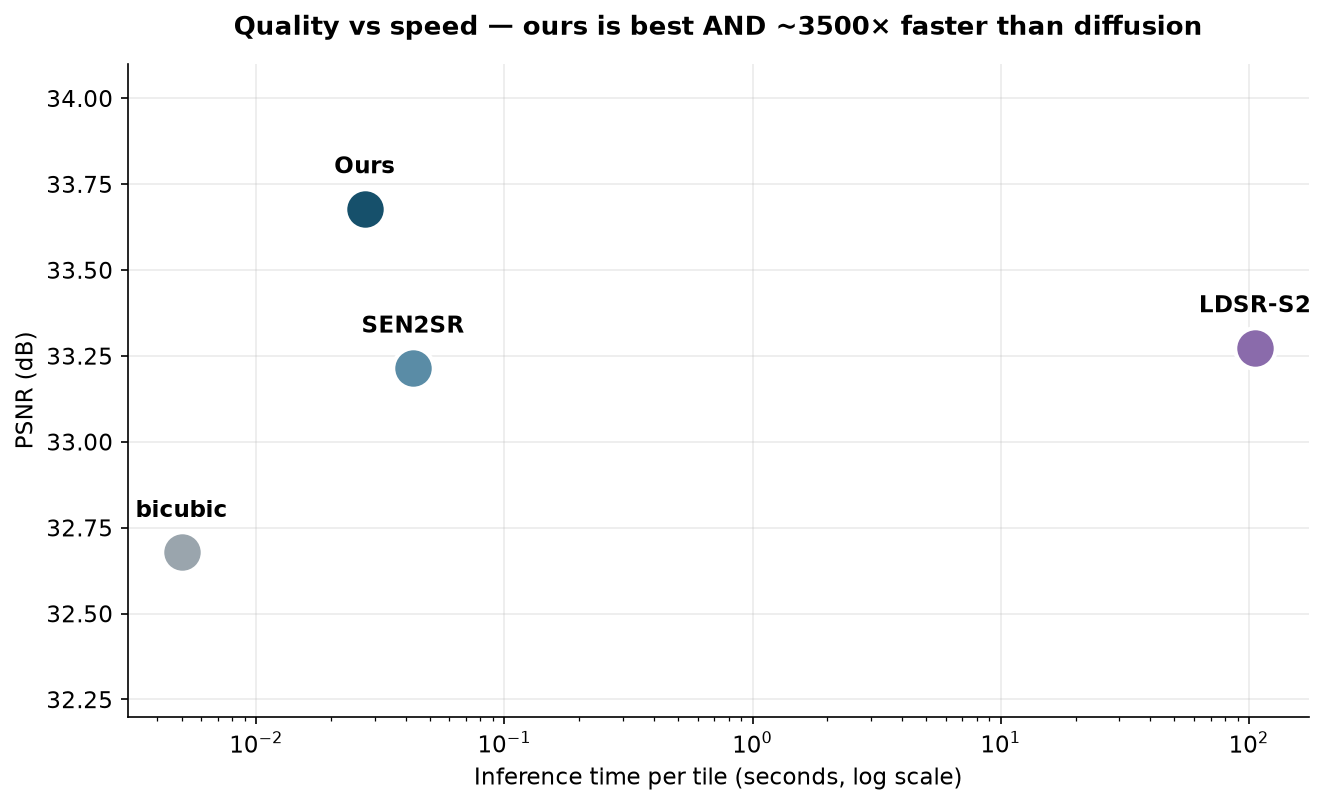 Quality vs speed — ours is best AND ~3500× faster than diffusion
34.00
33.75
33.50
33.25
33.00
32.75
32.50
32.25
PSNR (dB)
Ours
SEN2SR
LDSR-S2
bicubic
10⁻² 10⁻¹ 10⁰ 10¹ 10²
Inference time per tile (seconds, log scale)